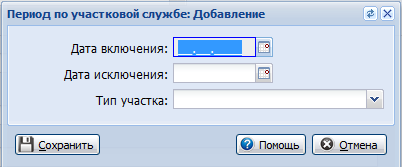 Период по участковой службе: Добавление
Дата включения: . .
Дата исключения:
Тип участка:
Сохранить Помощь Отмена